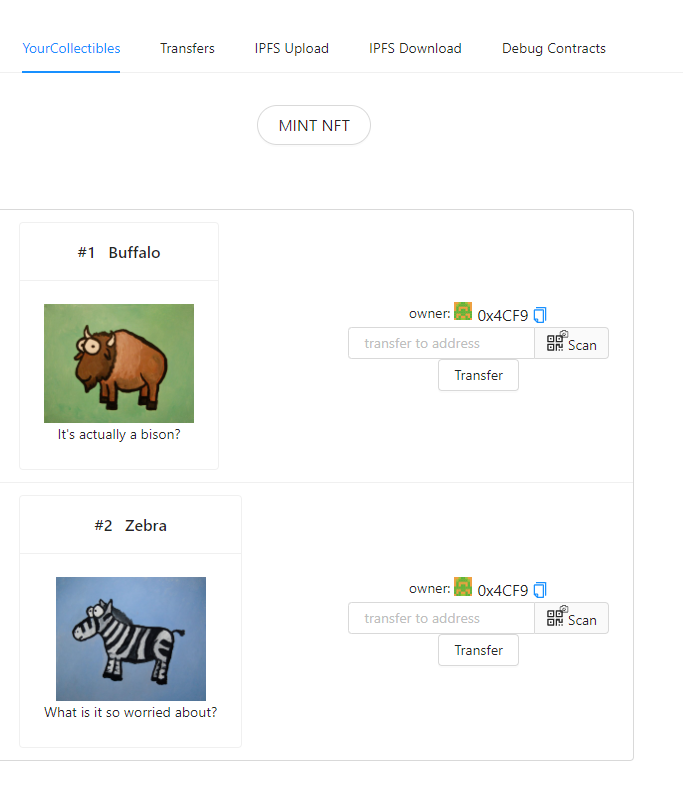 YourCollectibles Transfers IPFS Upload IPFS Download Debug Contracts
MINT NFT
#1 Buffalo
It's actually a bison?
owner: 0x4CF9
transfer to address Scan
Transfer
#2 Zebra
What is it so worried about?
owner: 0x4CF9
transfer to address Scan
Transfer